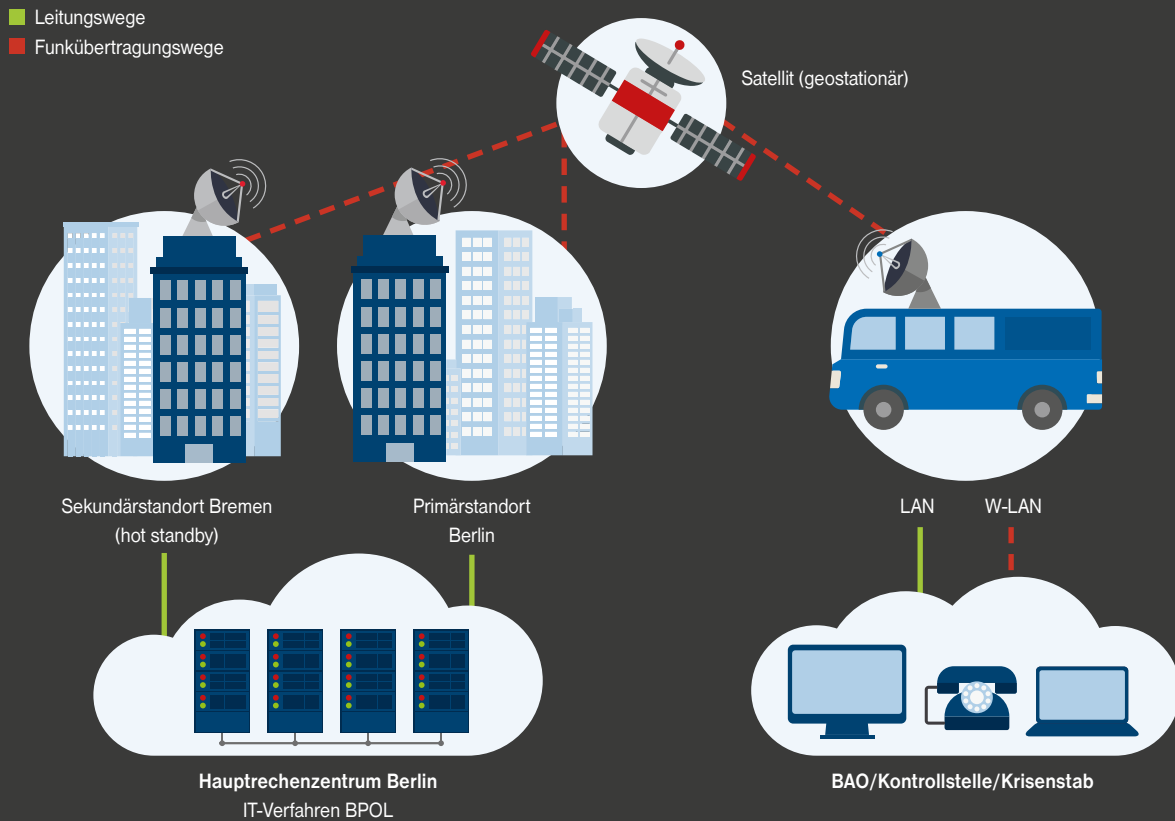 Leitungswege
Funkübertragungswege
Satellit (geostationär)
Sekundärstandort Bremen
(hot standby)
Primärstandort
Berlin
LAN
W-LAN
Hauptrechenzentrum Berlin
IT-Verfahren BPOL
BAO/Kontrollstelle/Krisenstab